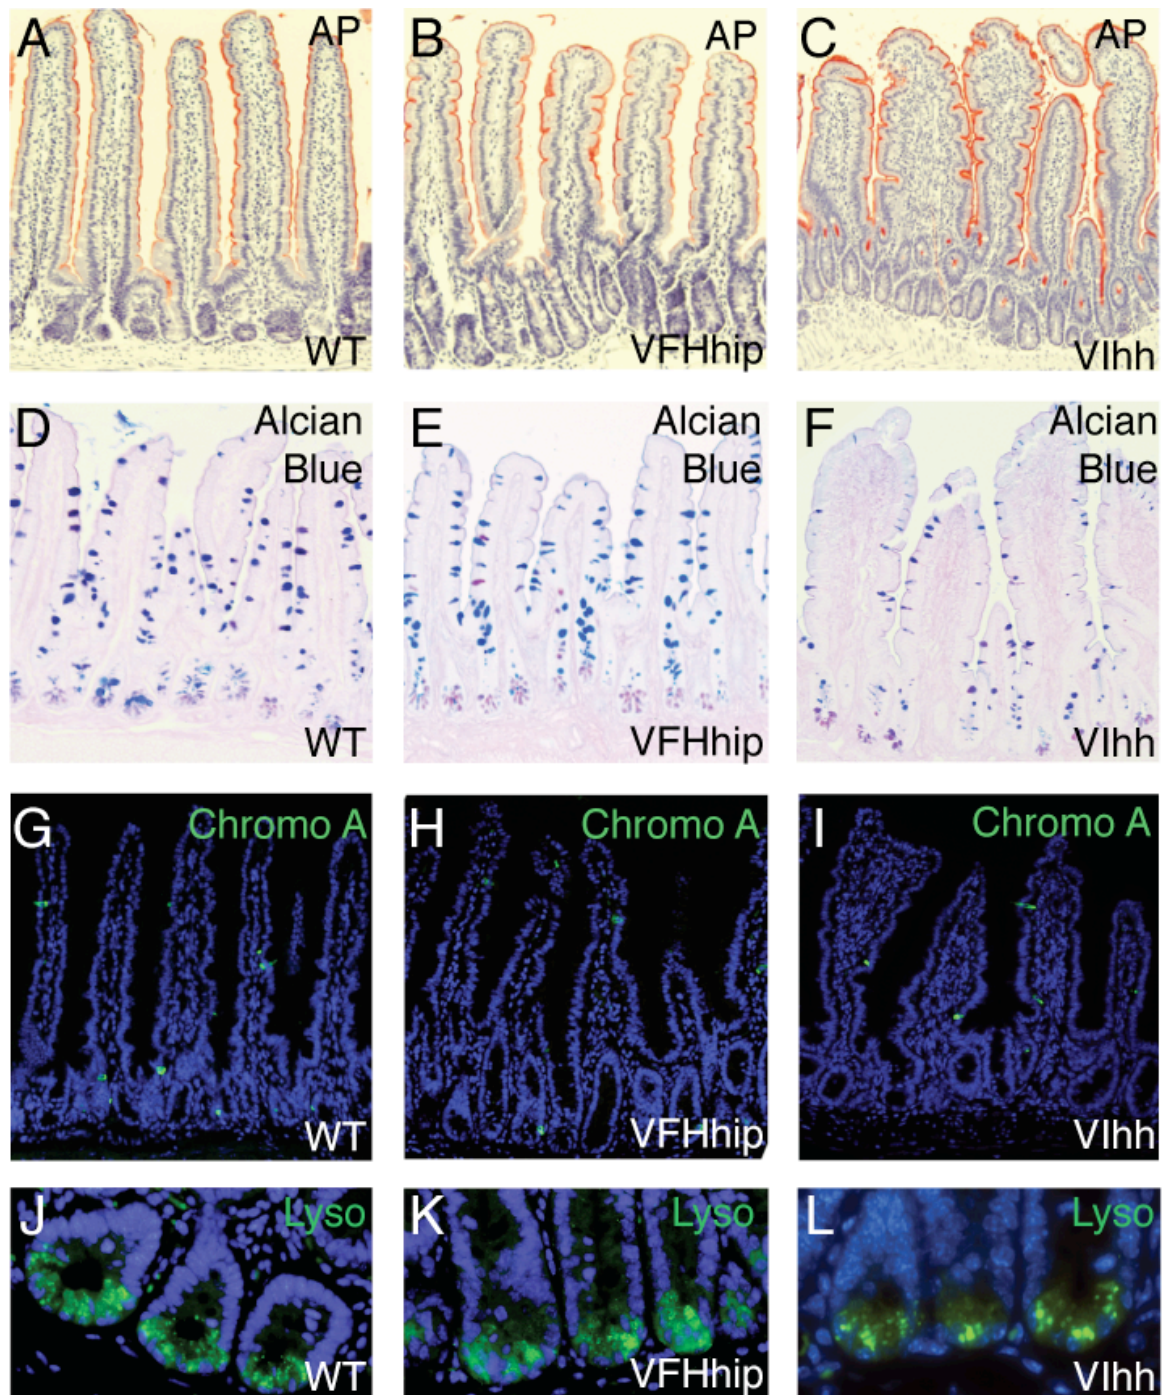 A AP
WT
B AP
VFHhip
C AP
VIhh
D Alcian
Blue
WT
E Alcian
Blue
VFHhip
F Alcian
Blue
VIhh
G Chromo A
WT
H Chromo A
VFHhip
I Chromo A
VIhh
J Lyso
WT
K Lyso
VFHhip
L Lyso
VIhh